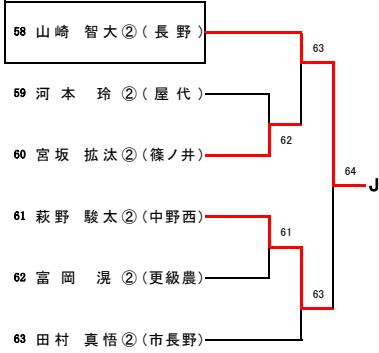 58 山崎 智大②(長野)
63
59 河本 玲②(屋代)
62
60 宮坂 拡汰②(篠ノ井)
64
J
61 萩野 駿太②(中野西)
61
62 富岡 滉②(更級農)
63
63 田村 真悟②(市長野)